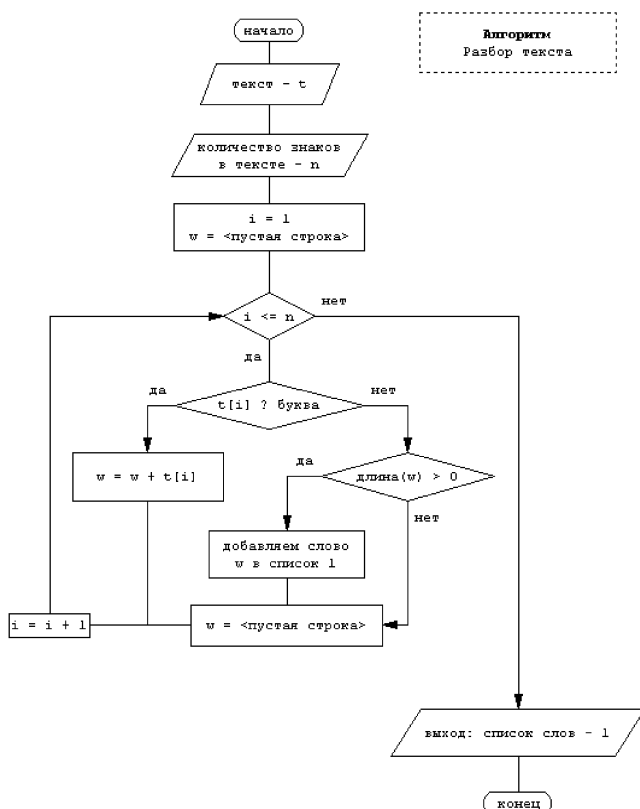 начало
Алгоритм
Разбор текста
текст - t
количество знаков
в тексте - n
i = 1
w = <пустая строка>
i <= n
нет
да
да
t[i] ? буква
нет
w = w + t[i]
да
длина(w) > 0
нет
добавляем слово
w в список l
i = i + 1
w = <пустая строка>
выход: список слов - l
конец